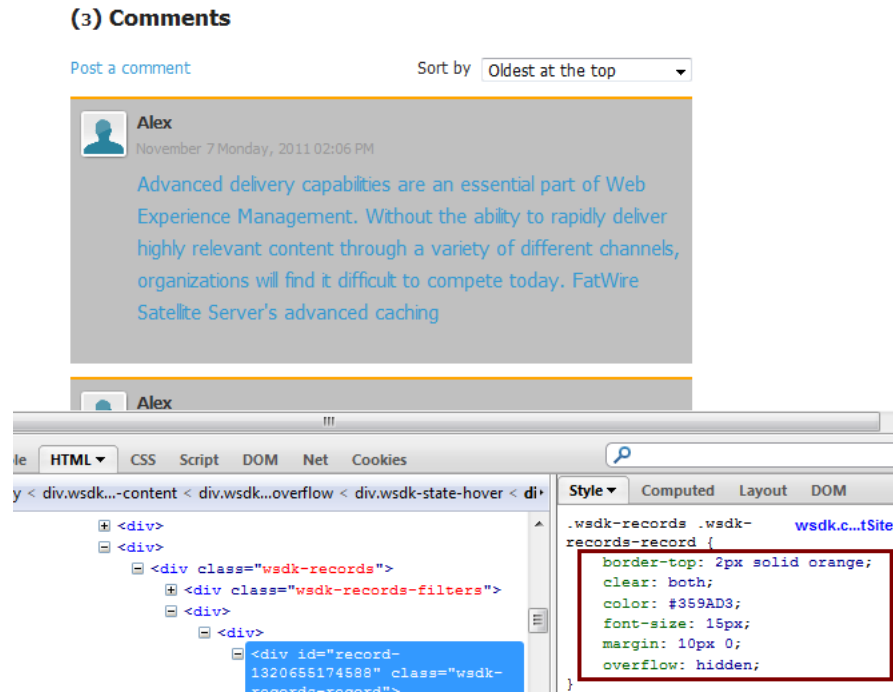 (3) Comments
Post a comment Sort by Oldest at the top
Alex
November 7 Monday, 2011 02:06 PM
Advanced delivery capabilities are an essential part of Web
Experience Management. Without the ability to rapidly deliver
highly relevant content through a variety of different channels,
organizations will find it difficult to compete today. FatWire
Satellite Server's advanced caching
Alex
HTML CSS Script DOM Net Cookies
y < div.wsdk...-content < div.wsdk...overflow < div.wsdk-state-hover < di
Style Computed Layout DOM
<div>
<div>
<div class="wsdk-records">
<div class="wsdk-records-filters">
<div>
<div>
<div id="record-
1320655174588" class="wsdk-
records-record">
.wsdk-records .wsdk- wsdk.c...tSite
records-record {
border-top: 2px solid orange;
clear: both;
color: #359AD3;
font-size: 15px;
margin: 10px 0;
overflow: hidden;
}